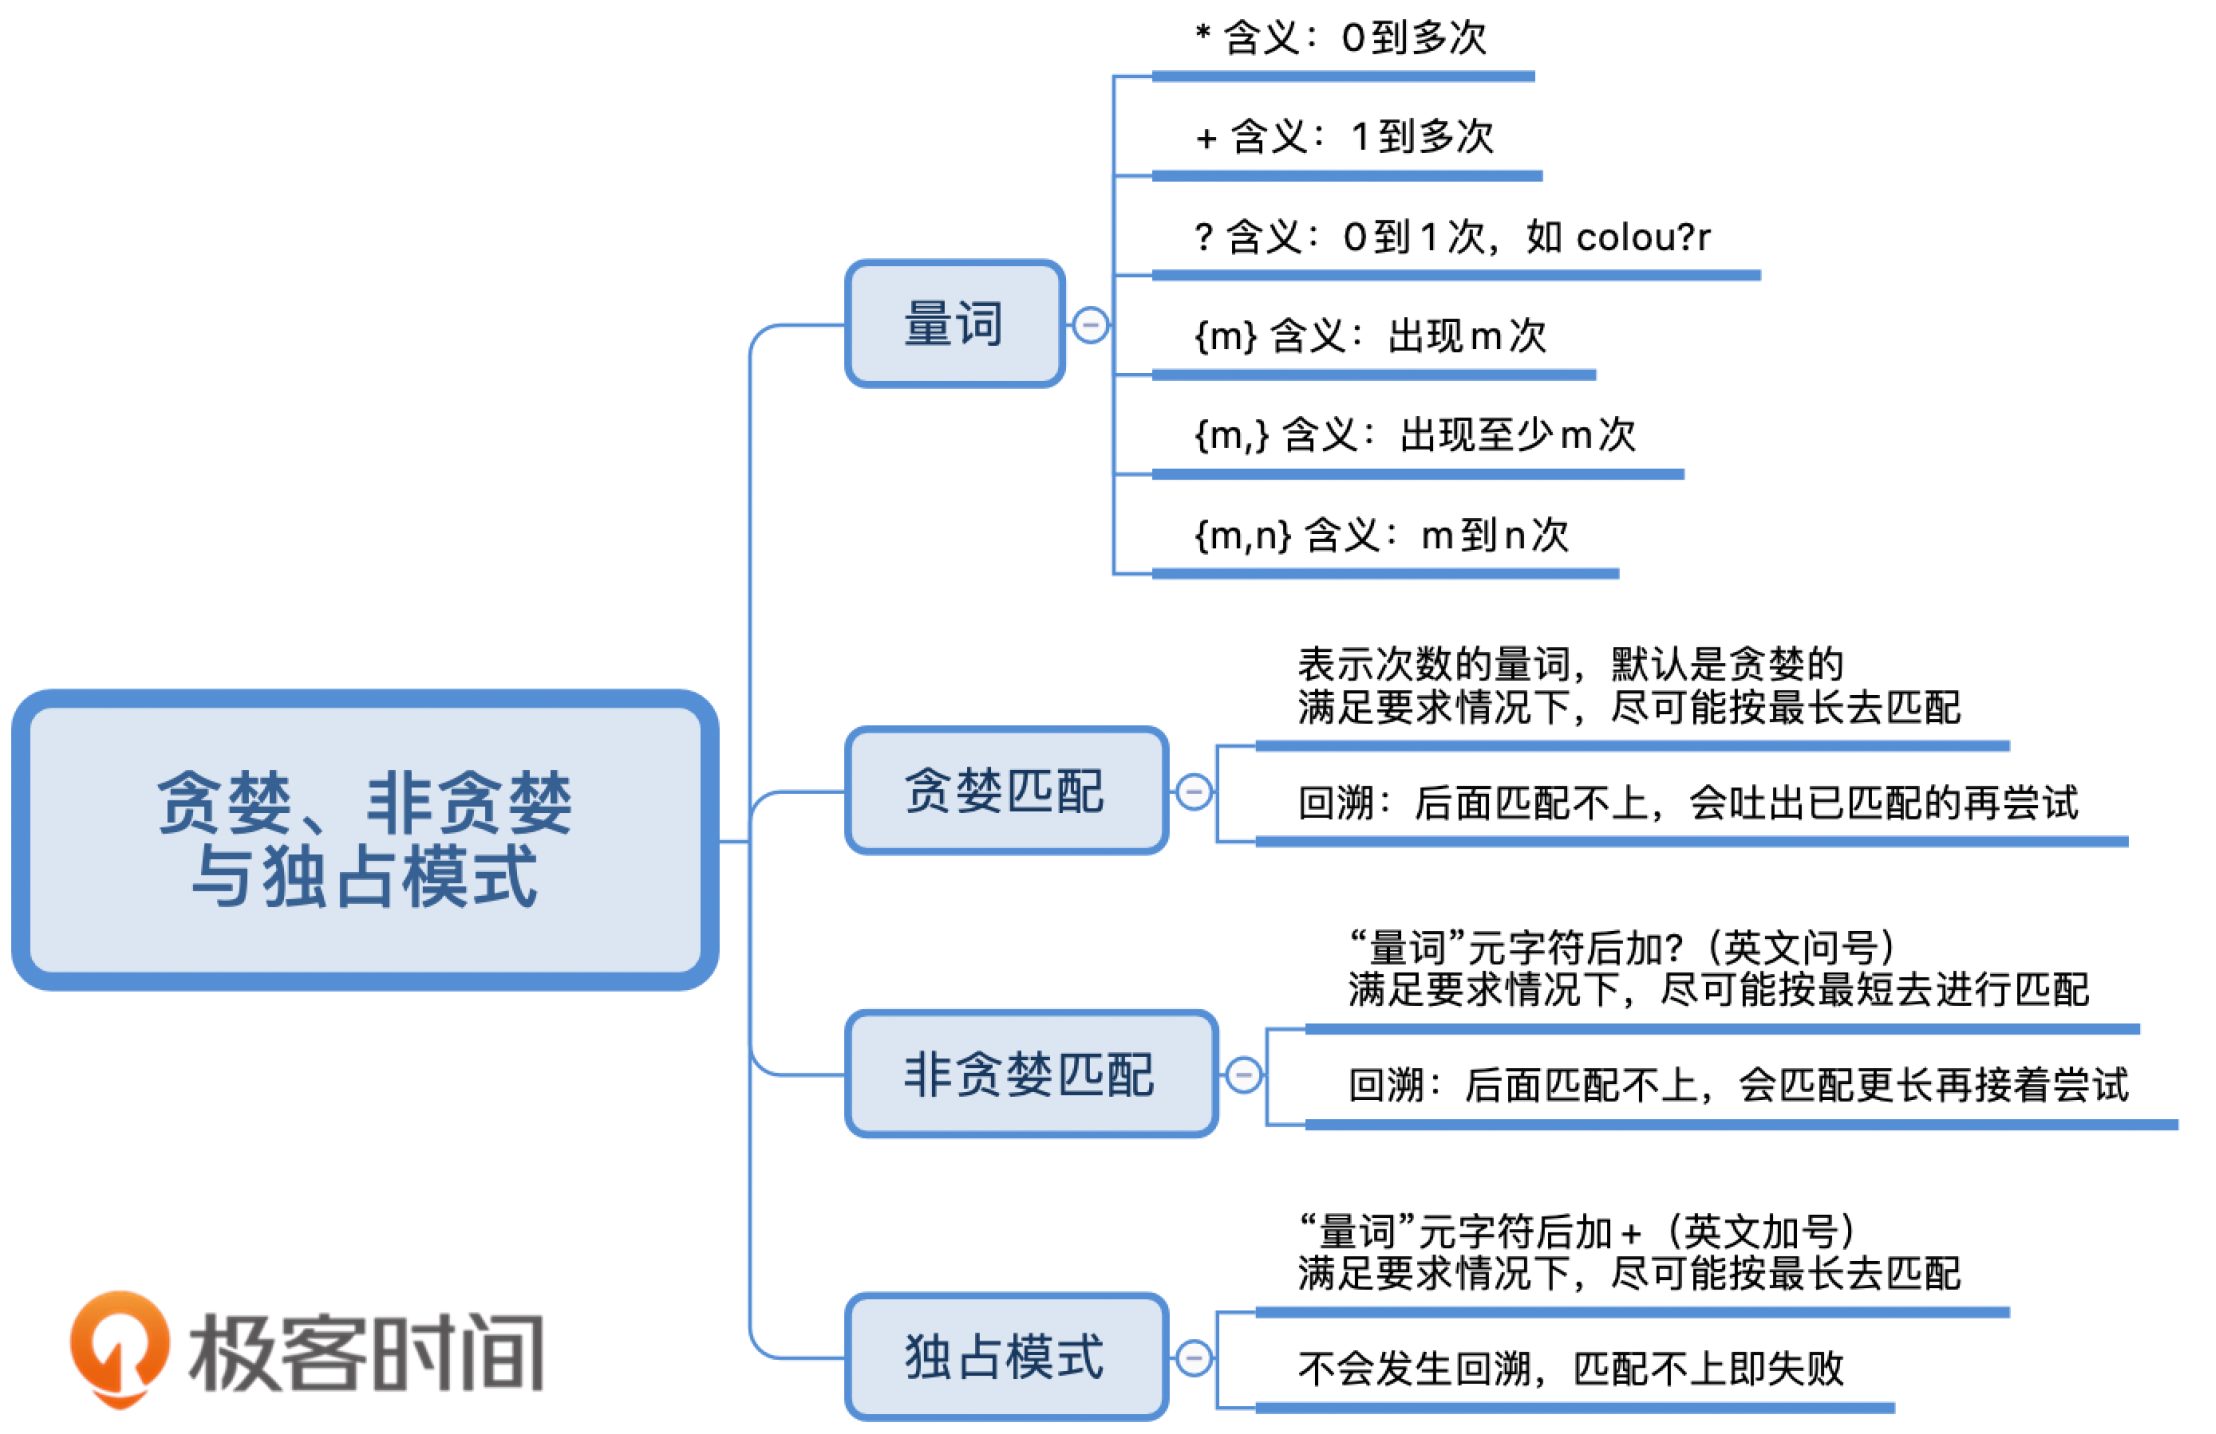 * 含义：0到多次
+ 含义：1到多次
? 含义：0到1次，如 colou?r
量词
{m} 含义：出现m次
{m,} 含义：出现至少m次
{m,n} 含义：m到n次
表示次数的量词，默认是贪婪的
满足要求情况下，尽可能按最长去匹配
贪婪匹配
回溯：后面匹配不上，会吐出已匹配的再尝试
贪婪、非贪婪
与独占模式
“量词”元字符后加?（英文问号）
满足要求情况下，尽可能按最短去进行匹配
非贪婪匹配
回溯：后面匹配不上，会匹配更长再接着尝试
“量词”元字符后加+（英文加号）
满足要求情况下，尽可能按最长去匹配
独占模式
不会发生回溯，匹配不上即失败
极客时间